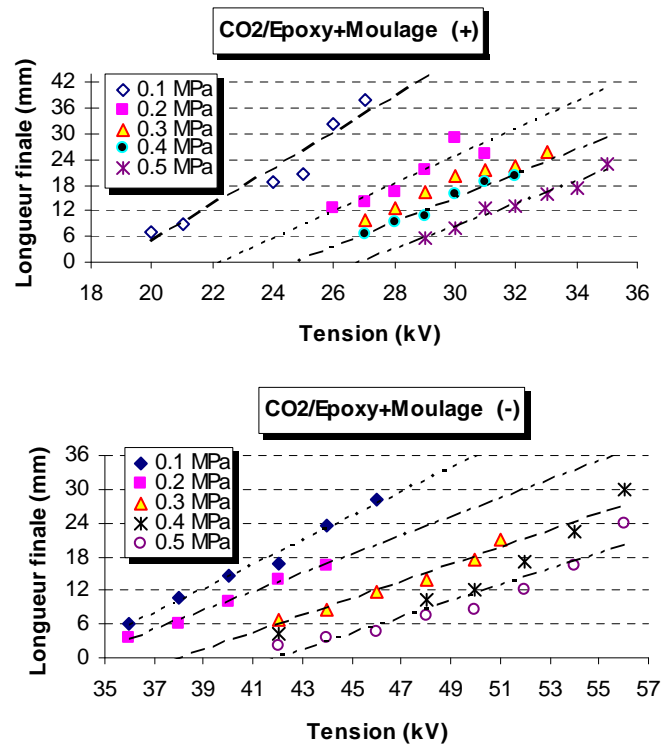 CO2/Epoxy+Moulage (+)
Longueur finale (mm)
42
36
30
24
18
12
6
0
0.1 MPa
0.2 MPa
0.3 MPa
0.4 MPa
0.5 MPa
18 20 22 24 26 28 30 32 34 36
Tension (kV)
CO2/Epoxy+Moulage (-)
Longueur finale (mm)
36
30
24
18
12
6
0
0.1 MPa
0.2 MPa
0.3 MPa
0.4 MPa
0.5 MPa
35 37 39 41 43 45 47 49 51 53 55 57
Tension (kV)